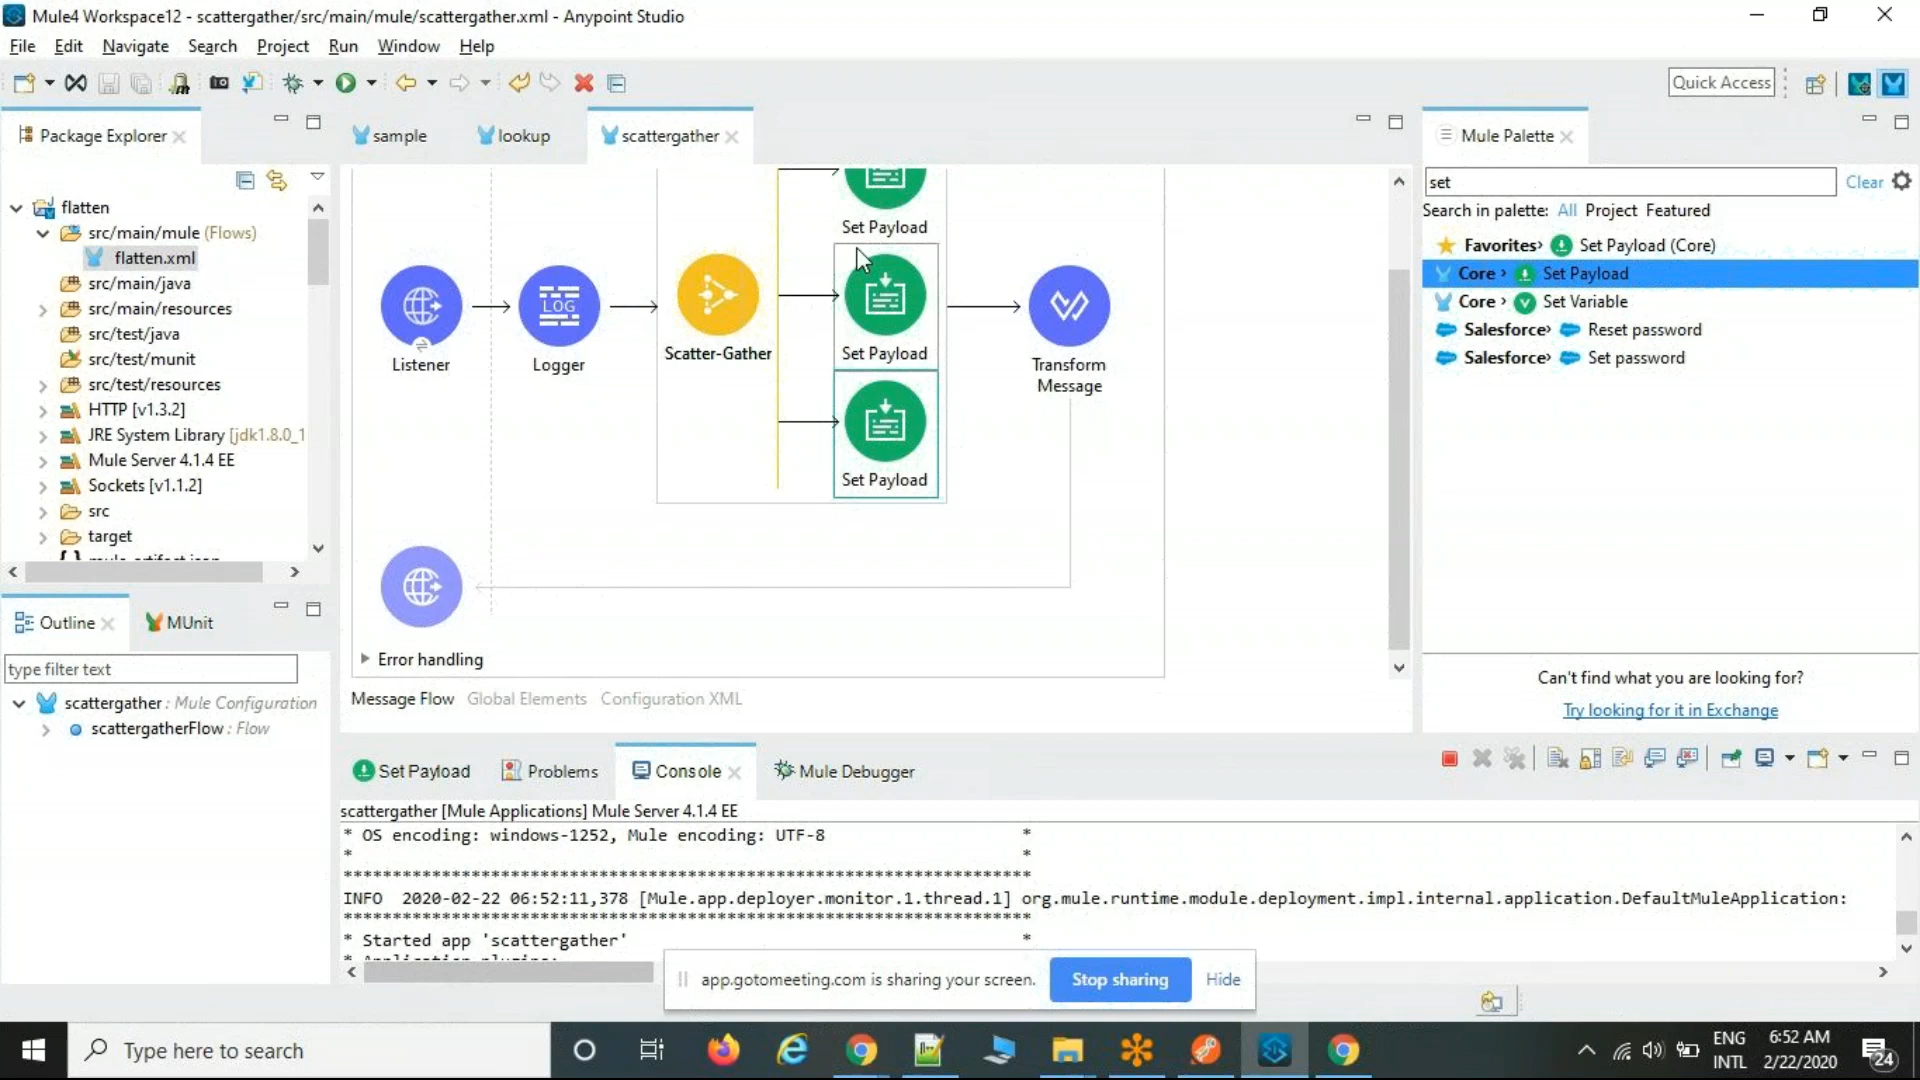 Mule4 Workspace12 - scattergather/src/main/mule/scattergather.xml - Anypoint Studio
File Edit Navigate Search Project Run Window Help
Quick Access
Package Explorer
sample
lookup
scattergather
Mule Palette
set
Clear
Search in palette: All Project Featured
Favorites> Set Payload (Core)
Core > Set Payload
Core > Set Variable
Salesforce> Reset password
Salesforce> Set password
Can't find what you are looking for?
Try looking for it in Exchange
flatten
src/main/mule (Flows)
flatten.xml
src/main/java
src/main/resources
src/test/java
src/test/munit
src/test/resources
HTTP [v1.3.2]
JRE System Library [jdk1.8.0_1
Mule Server 4.1.4 EE
Sockets [v1.1.2]
src
target
Set Payload
LOG
Listener
Logger
Scatter-Gather
Set Payload
Transform
Message
Set Payload
Error handling
Message Flow Global Elements Configuration XML
Outline
MUnit
type filter text
scattergather : Mule Configuration
scattergatherFlow : Flow
Set Payload
Problems
Console
Mule Debugger
scattergather [Mule Applications] Mule Server 4.1.4 EE
* OS encoding: windows-1252, Mule encoding: UTF-8 *
* *
**********************************************************************
INFO 2020-02-22 06:52:11,378 [Mule.app.deployer.monitor.1.thread.1] org.mule.runtime.module.deployment.impl.internal.application.DefaultMuleApplication:
**********************************************************************
* Started app 'scattergather' *
app.gotomeeting.com is sharing your screen.
Stop sharing
Hide
Type here to search
ENG
INTL
6:52 AM
2/22/2020
24